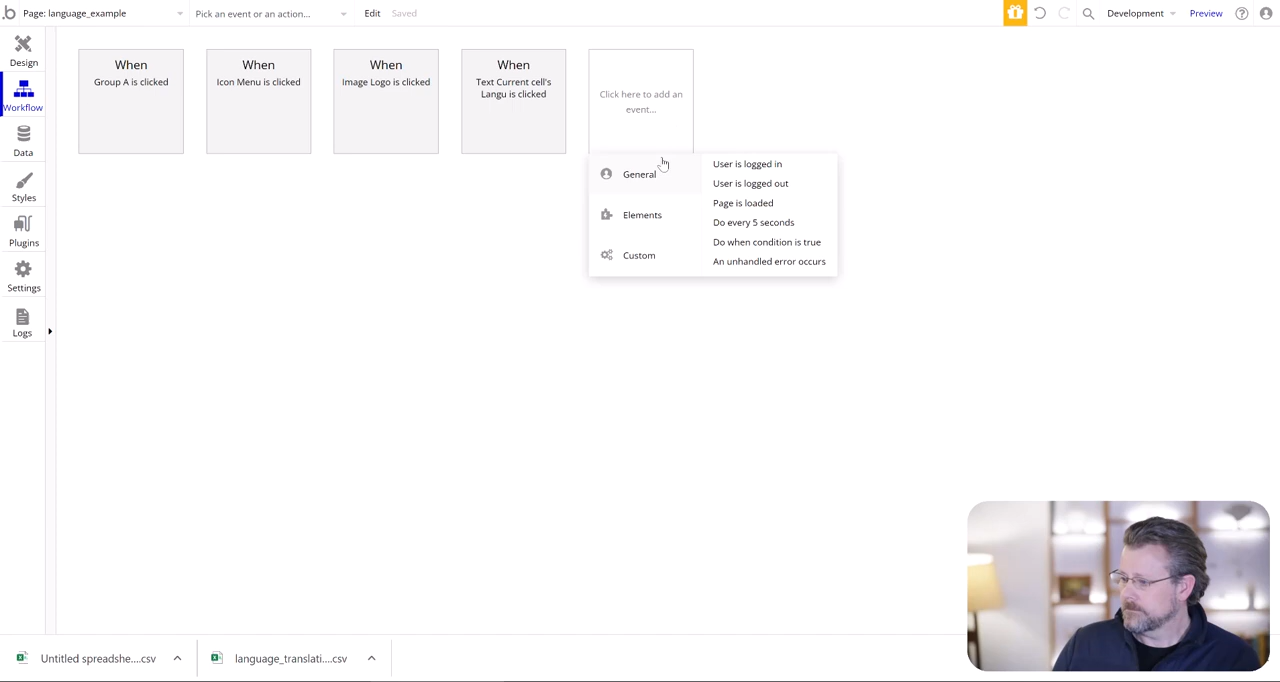 Page: language_example
Pick an event or an action...
Edit
Saved
Development
Preview
Design
Workflow
Data
Styles
Plugins
Settings
Logs
When
Group A is clicked
When
Icon Menu is clicked
When
Image Logo is clicked
When
Text Current cell's
Langu is clicked
Click here to add an
event...
General
Elements
Custom
User is logged in
User is logged out
Page is loaded
Do every 5 seconds
Do when condition is true
An unhandled error occurs
Untitled spreadshe....csv
language_translati....csv